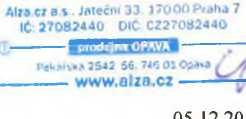 Alza.cz a.s., Jateční 33, 170 00 Praha 7
IČ: 27082440 DIČ: CZ27082440
prodejna OPAVA
Pekařská 2542 56, 746 01 Opava
www.alza.cz
05.12.20